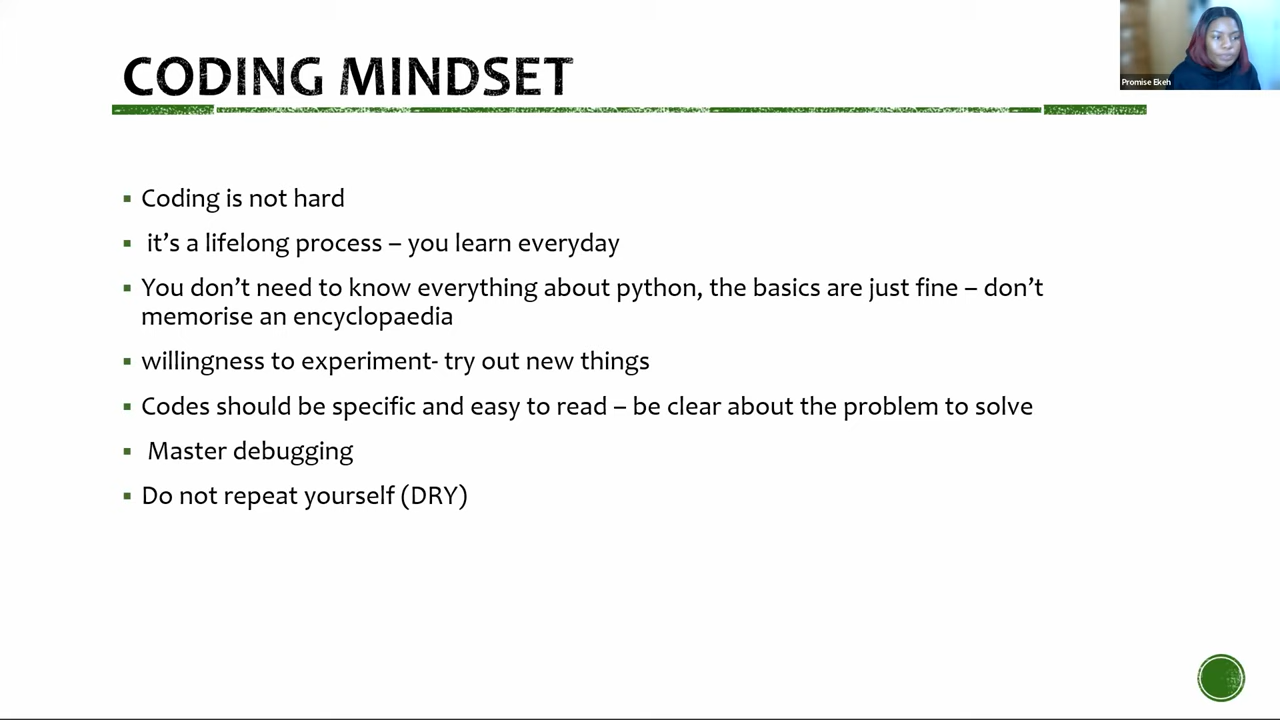 CODING MINDSET
Promise Ekeh
Coding is not hard
it's a lifelong process – you learn everyday
You don't need to know everything about python, the basics are just fine – don't
memorise an encyclopaedia
willingness to experiment- try out new things
Codes should be specific and easy to read – be clear about the problem to solve
Master debugging
Do not repeat yourself (DRY)